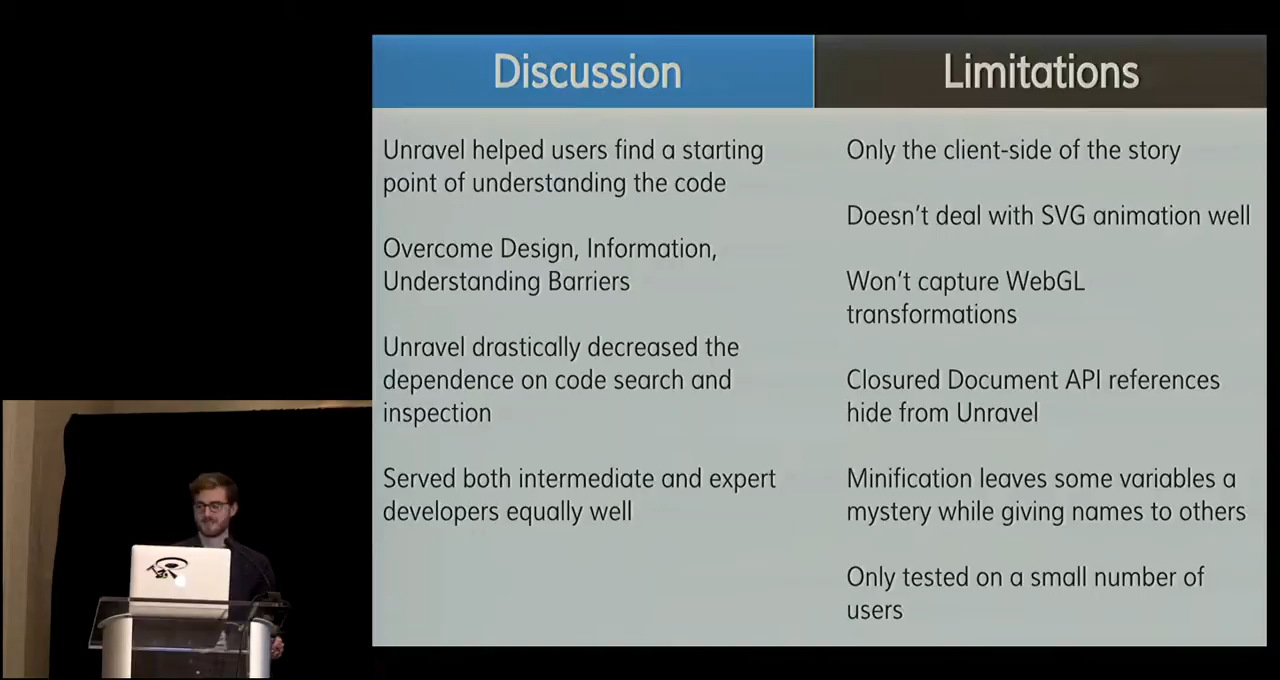 Discussion
Unravel helped users find a starting
point of understanding the code
Overcome Design, Information,
Understanding Barriers
Unravel drastically decreased the
dependence on code search and
inspection
Served both intermediate and expert
developers equally well
Limitations
Only the client-side of the story
Doesn't deal with SVG animation well
Won't capture WebGL
transformations
Closured Document API references
hide from Unravel
Minification leaves some variables a
mystery while giving names to others
Only tested on a small number of
users